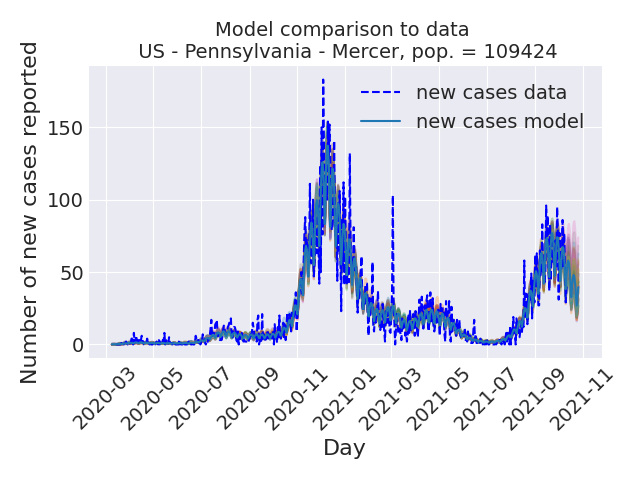 Model comparison to data
US - Pennsylvania - Mercer, pop. = 109424
Number of new cases reported
new cases data
new cases model
150
100
50
0
2020-03
2020-05
2020-07
2020-09
2020-11
2021-01
2021-03
2021-05
2021-07
2021-09
2021-11
Day